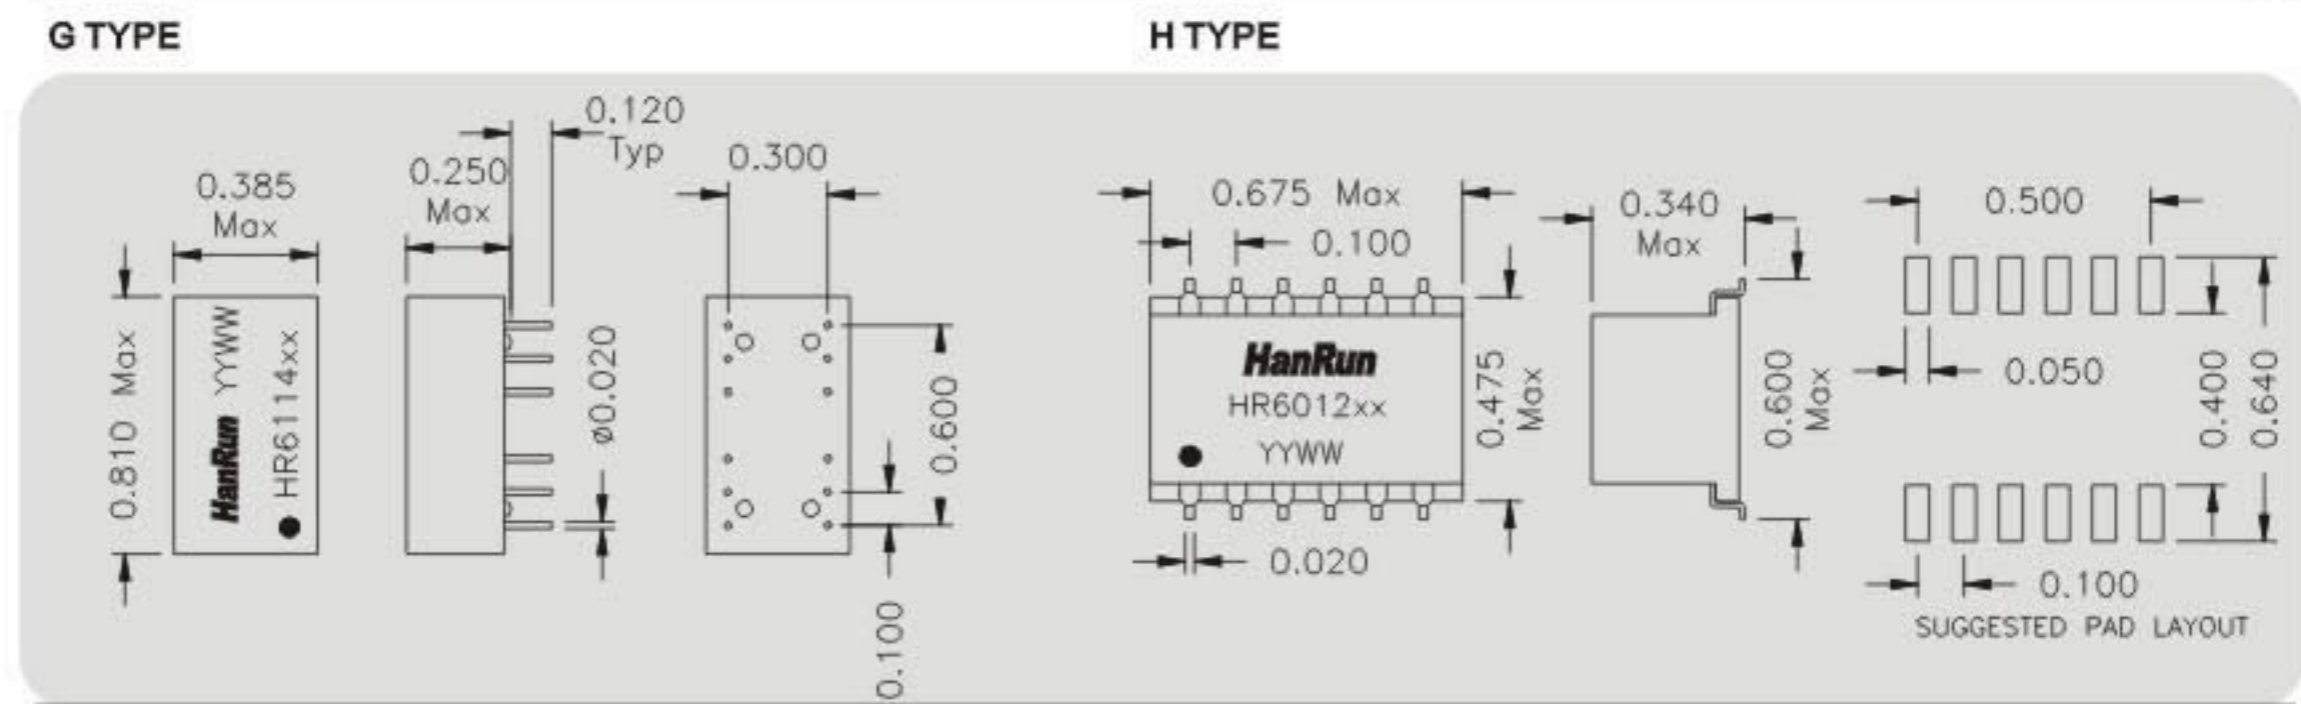 G TYPE
H TYPE
0.385
Max
0.810 Max
HanRun YYWW
HR6114xx
0.250
Max
0.120
Typ
ø0.020
0.300
0.600
0.100
0.675 Max
0.100
HanRun
HR6012xx
YYWW
0.475
Max
0.020
0.340
Max
0.600
Max
0.500
0.050
0.400
0.640
0.100
SUGGESTED PAD LAYOUT